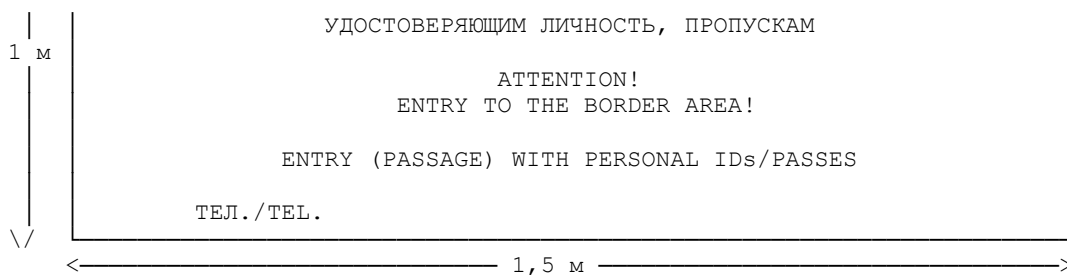 УДОСТОВЕРЯЮЩИМ ЛИЧНОСТЬ, ПРОПУСКАМ
1 м
ATTENTION!
ENTRY TO THE BORDER AREA!
ENTRY (PASSAGE) WITH PERSONAL IDs/PASSES
ТЕЛ./TEL.
1,5 м